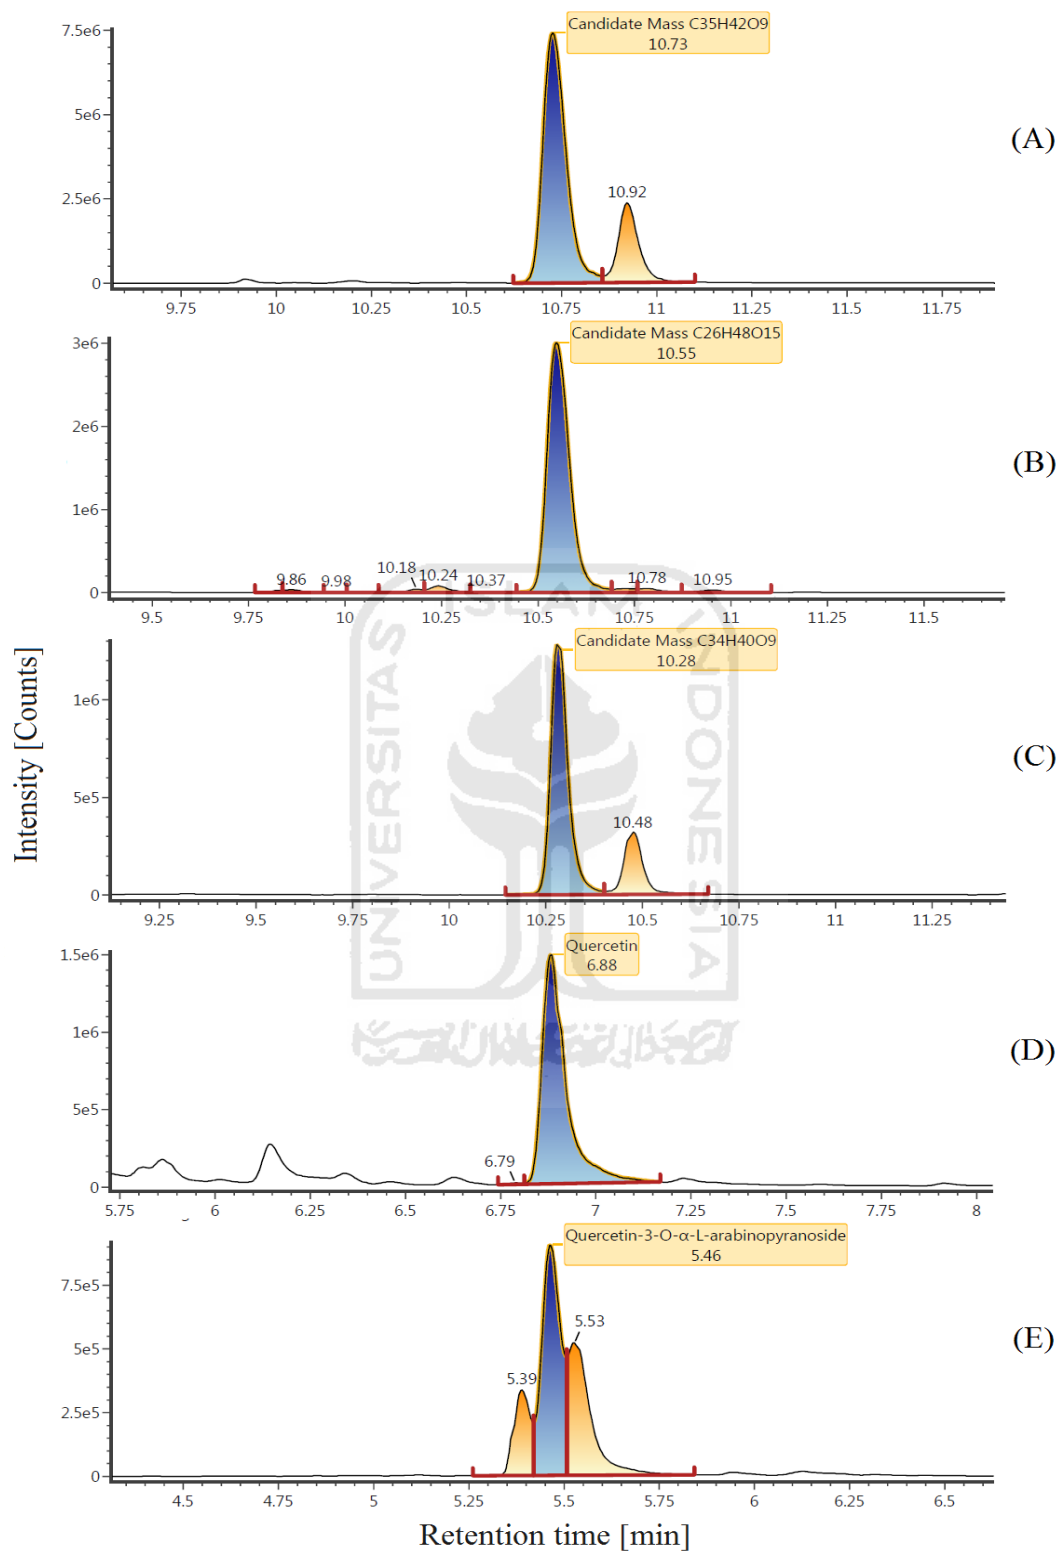 7.5e6
5e6
2.5e6
0
Candidate Mass C35H42O9
10.73
10.92
(A)
9.75 10 10.25 10.5 10.75 11 11.25 11.5 11.75
3e6
2e6
1e6
0
Candidate Mass C26H48O15
10.55
9.86 9.98 10.18 10.24 10.37 10.78 10.95
(B)
9.5 9.75 10 10.25 10.5 10.75 11 11.25 11.5
1e6
5e5
0
Candidate Mass C34H40O9
10.28
10.48
(C)
9.25 9.5 9.75 10 10.25 10.5 10.75 11 11.25
Intensity [Counts]
ISLAM
UNIVERSITAS
INDONESIA
1.5e6
1e6
5e5
0
Quercetin
6.88
6.79
(D)
5.75 6 6.25 6.5 6.75 7 7.25 7.5 7.75 8
7.5e5
5e5
2.5e5
0
Quercetin-3-O-α-L-arabinopyranoside
5.46
5.39
5.53
(E)
4.5 4.75 5 5.25 5.5 5.75 6 6.25 6.5
Retention time [min]